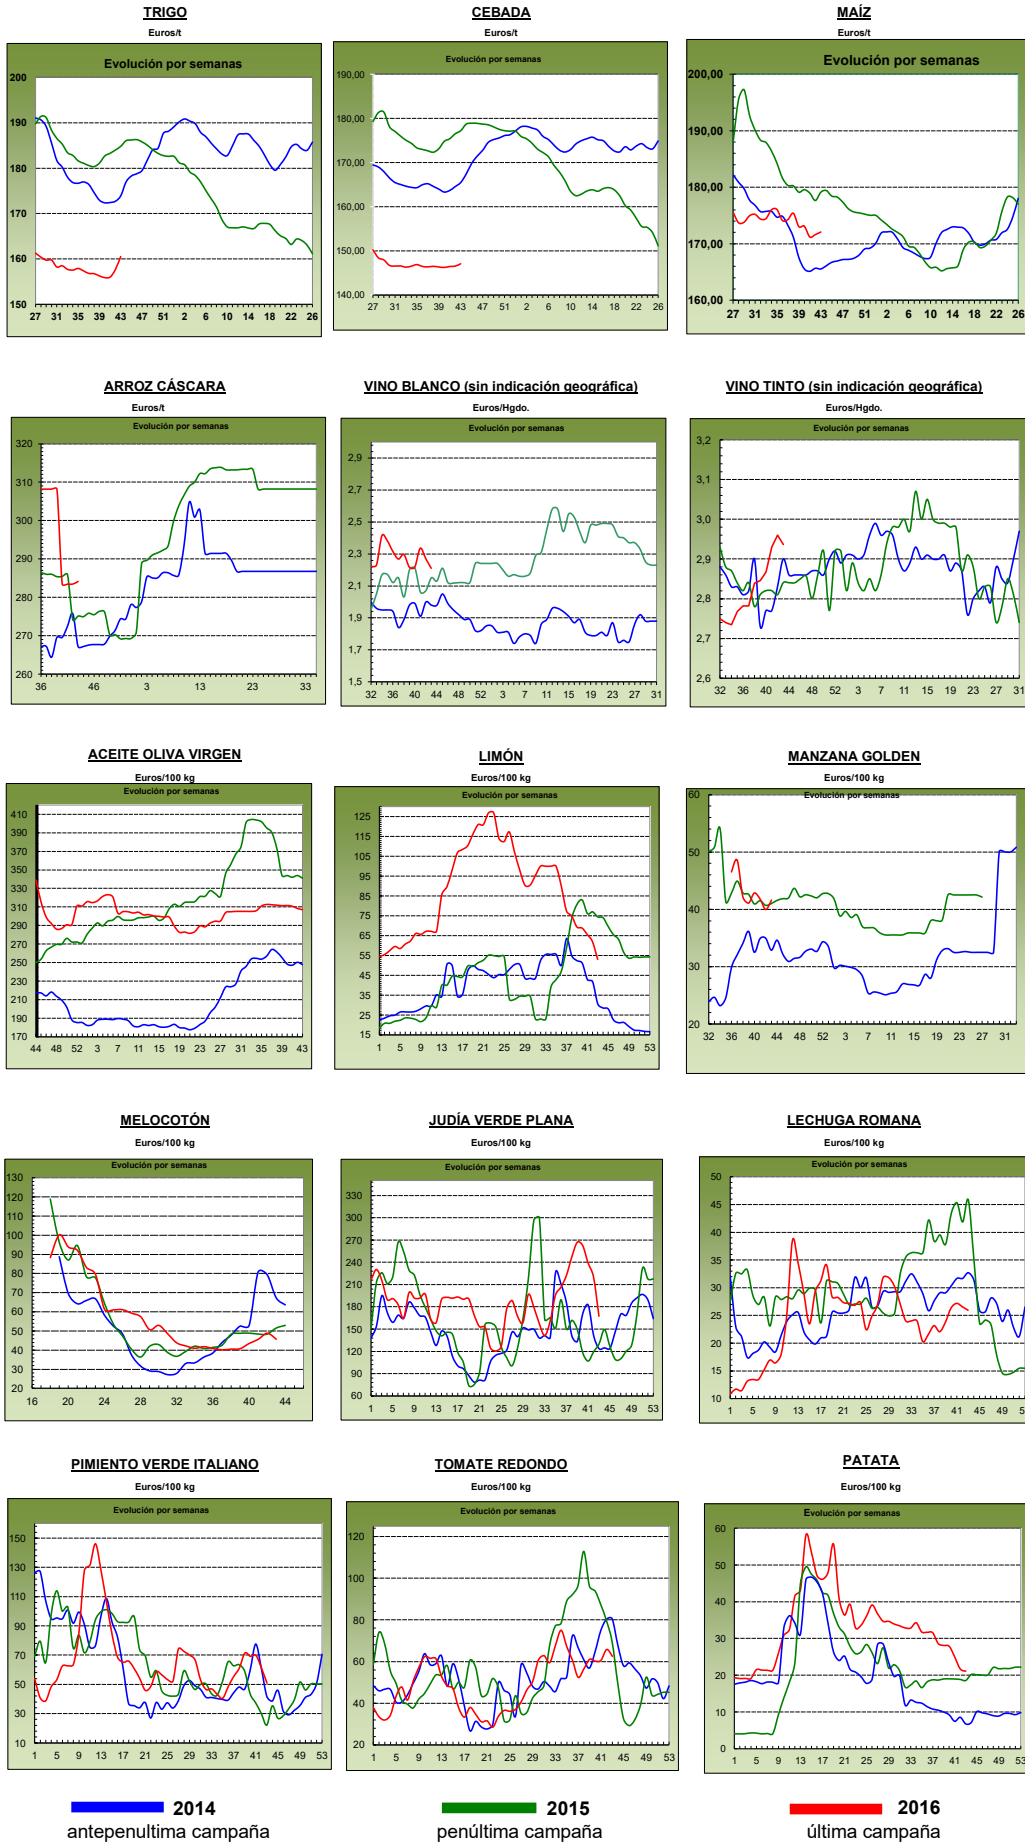 TRIGO
Euros/t
Evolución por semanas
200
190
180
170
160
150
27 31 35 39 43 47 51 2 6 10 14 18 22 26
CEBADA
Euros/t
Evolución por semanas
190,00
180,00
170,00
160,00
150,00
140,00
27 31 35 39 43 47 51 2 6 10 14 18 22 26
MAÍZ
Euros/t
Evolución por semanas
200,00
190,00
180,00
170,00
160,00
27 31 35 39 43 47 51 2 6 10 14 18 22 26
ARROZ CÁSCARA
Euros/t
Evolución por semanas
320
310
300
290
280
270
260
36 46 3 13 23 33
VINO BLANCO (sin indicación geográfica)
Euros/Hgdo.
Evolución por semanas
2,9
2,7
2,5
2,3
2,1
1,9
1,7
1,5
32 36 40 44 48 52 3 7 11 15 19 23 27 31
VINO TINTO (sin indicación geográfica)
Euros/Hgdo.
Evolución por semanas
3,2
3,1
3,0
2,9
2,8
2,7
2,6
32 36 40 44 48 52 3 7 11 15 19 23 27 31
ACEITE OLIVA VIRGEN
Euros/100 kg
Evolución por semanas
410
390
370
350
330
310
290
270
250
230
210
190
170
44 48 52 3 7 11 15 19 23 27 31 35 39 43
LIMÓN
Euros/100 kg
Evolución por semanas
125
115
105
95
85
75
65
55
45
35
25
15
1 5 9 13 17 21 25 29 33 37 41 45 49 53
MANZANA GOLDEN
Euros/100 kg
Evolución por semanas
60
50
40
30
20
32 36 40 44 48 52 3 7 11 15 19 23 27 31
MELOCOTÓN
Euros/100 kg
Evolución por semanas
130
120
110
100
90
80
70
60
50
40
30
20
16 20 24 28 32 36 40 44
JUDÍA VERDE PLANA
Euros/100 kg
Evolución por semanas
330
300
270
240
210
180
150
120
90
60
1 5 9 13 17 21 25 29 33 37 41 45 49 53
LECHUGA ROMANA
Euros/100 kg
Evolución por semanas
50
45
40
35
30
25
20
15
10
1 5 9 13 17 21 25 29 33 37 41 45 49
PIMIENTO VERDE ITALIANO
Euros/100 kg
Evolución por semanas
150
130
110
90
70
50
30
10
1 5 9 13 17 21 25 29 33 37 41 45 49 53
TOMATE REDONDO
Euros/100 kg
Evolución por semanas
120
100
80
60
40
20
1 5 9 13 17 21 25 29 33 37 41 45 49 53
PATATA
Euros/100 kg
Evolución por semanas
60
50
40
30
20
10
0
1 5 9 13 17 21 25 29 33 37 41 45 49 53
2014
antepenultima campaña
2015
penúltima campaña
2016
última campaña